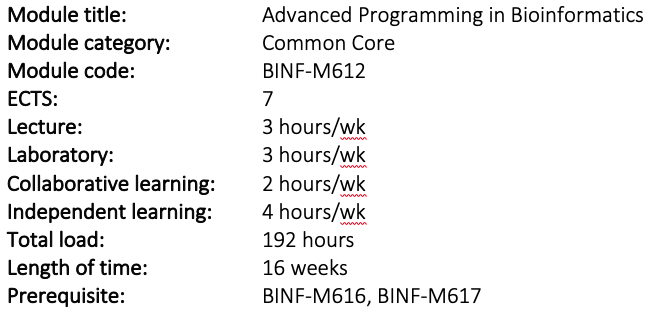 Module title: Advanced Programming in Bioinformatics
Module category: Common Core
Module code: BINF-M612
ECTS: 7
Lecture: 3 hours/wk
Laboratory: 3 hours/wk
Collaborative learning: 2 hours/wk
Independent learning: 4 hours/wk
Total load: 192 hours
Length of time: 16 weeks
Prerequisite: BINF-M616, BINF-M617